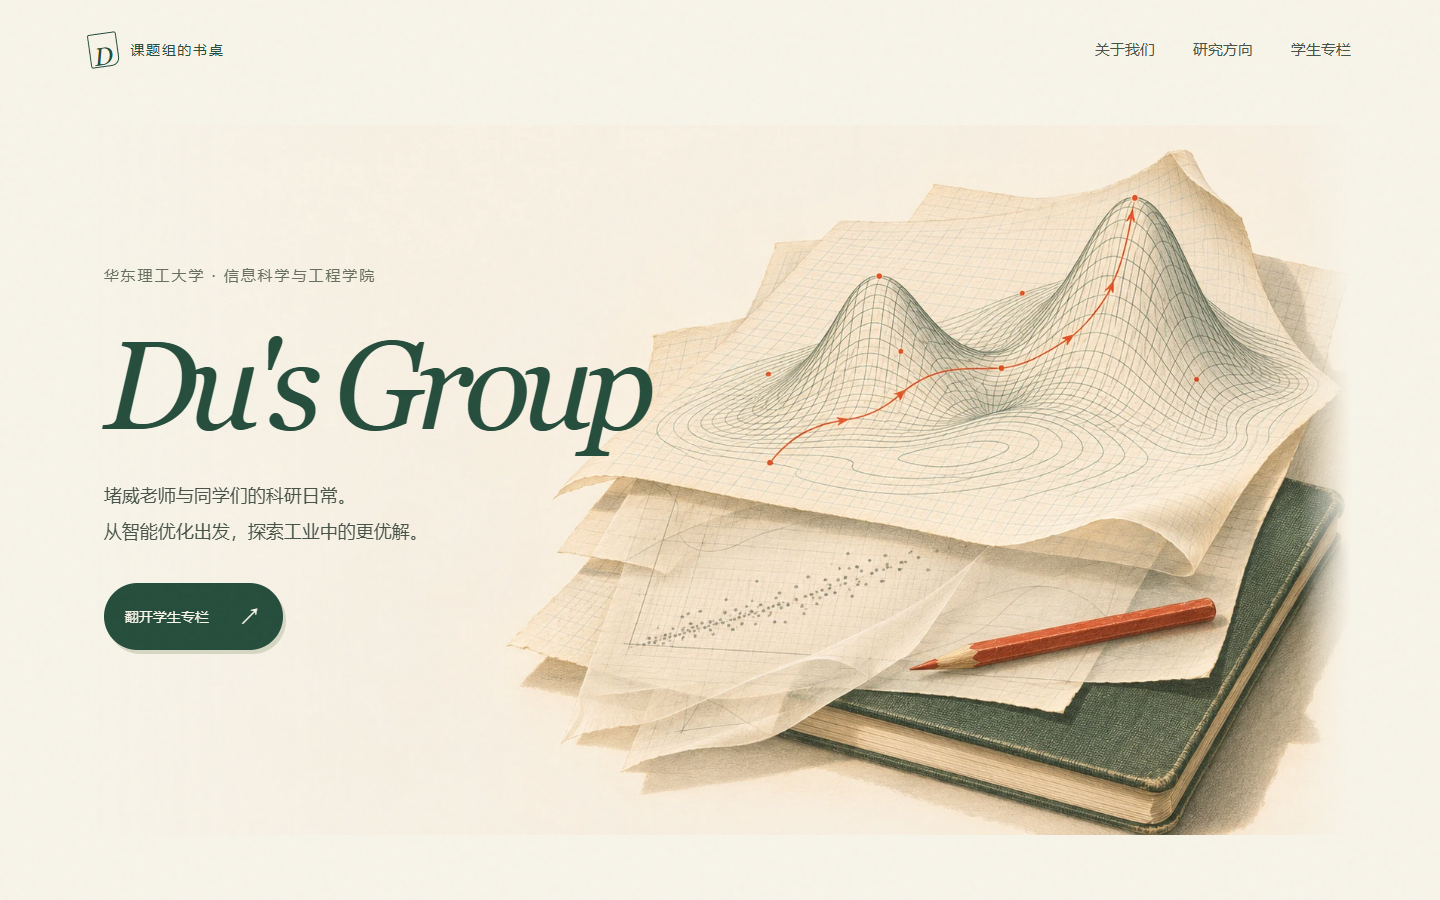 D 课题组的书桌
关于我们 研究方向 学生专栏
华东理工大学 · 信息科学与工程学院
Du's Group
堵威老师与同学们的科研日常。
从智能优化出发，探索工业中的更优解。
翻开学生专栏 ↗